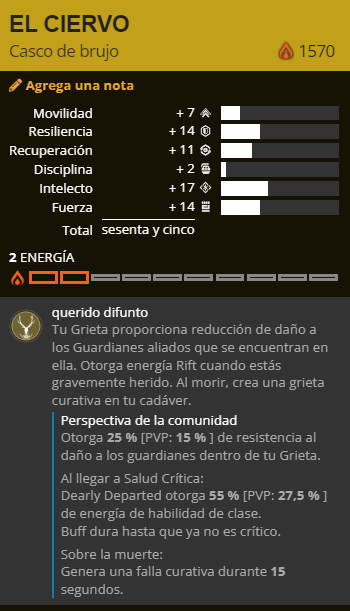 EL CIERVO
Casco de brujo
1570
Agrega una nota
Movilidad + 7
Resiliencia + 14
Recuperación + 11
Disciplina + 2
Intelecto + 17
Fuerza + 14
Total sesenta y cinco
2 ENERGÍA
querido difunto
Tu Grieta proporciona reducción de daño a
los Guardianes aliados que se encuentran en
ella. Otorga energía Rift cuando estás
gravemente herido. Al morir, crea una grieta
curativa en tu cadáver.
Perspectiva de la comunidad
Otorga 25 % [PVP: 15 % ] de resistencia al
daño a los guardianes dentro de tu Grieta.
Al llegar a Salud Crítica:
Dearly Departed otorga 55 % [PVP: 27,5 % ]
de energía de habilidad de clase.
Buff dura hasta que ya no es crítico.
Sobre la muerte:
Genera una falla curativa durante 15
segundos.